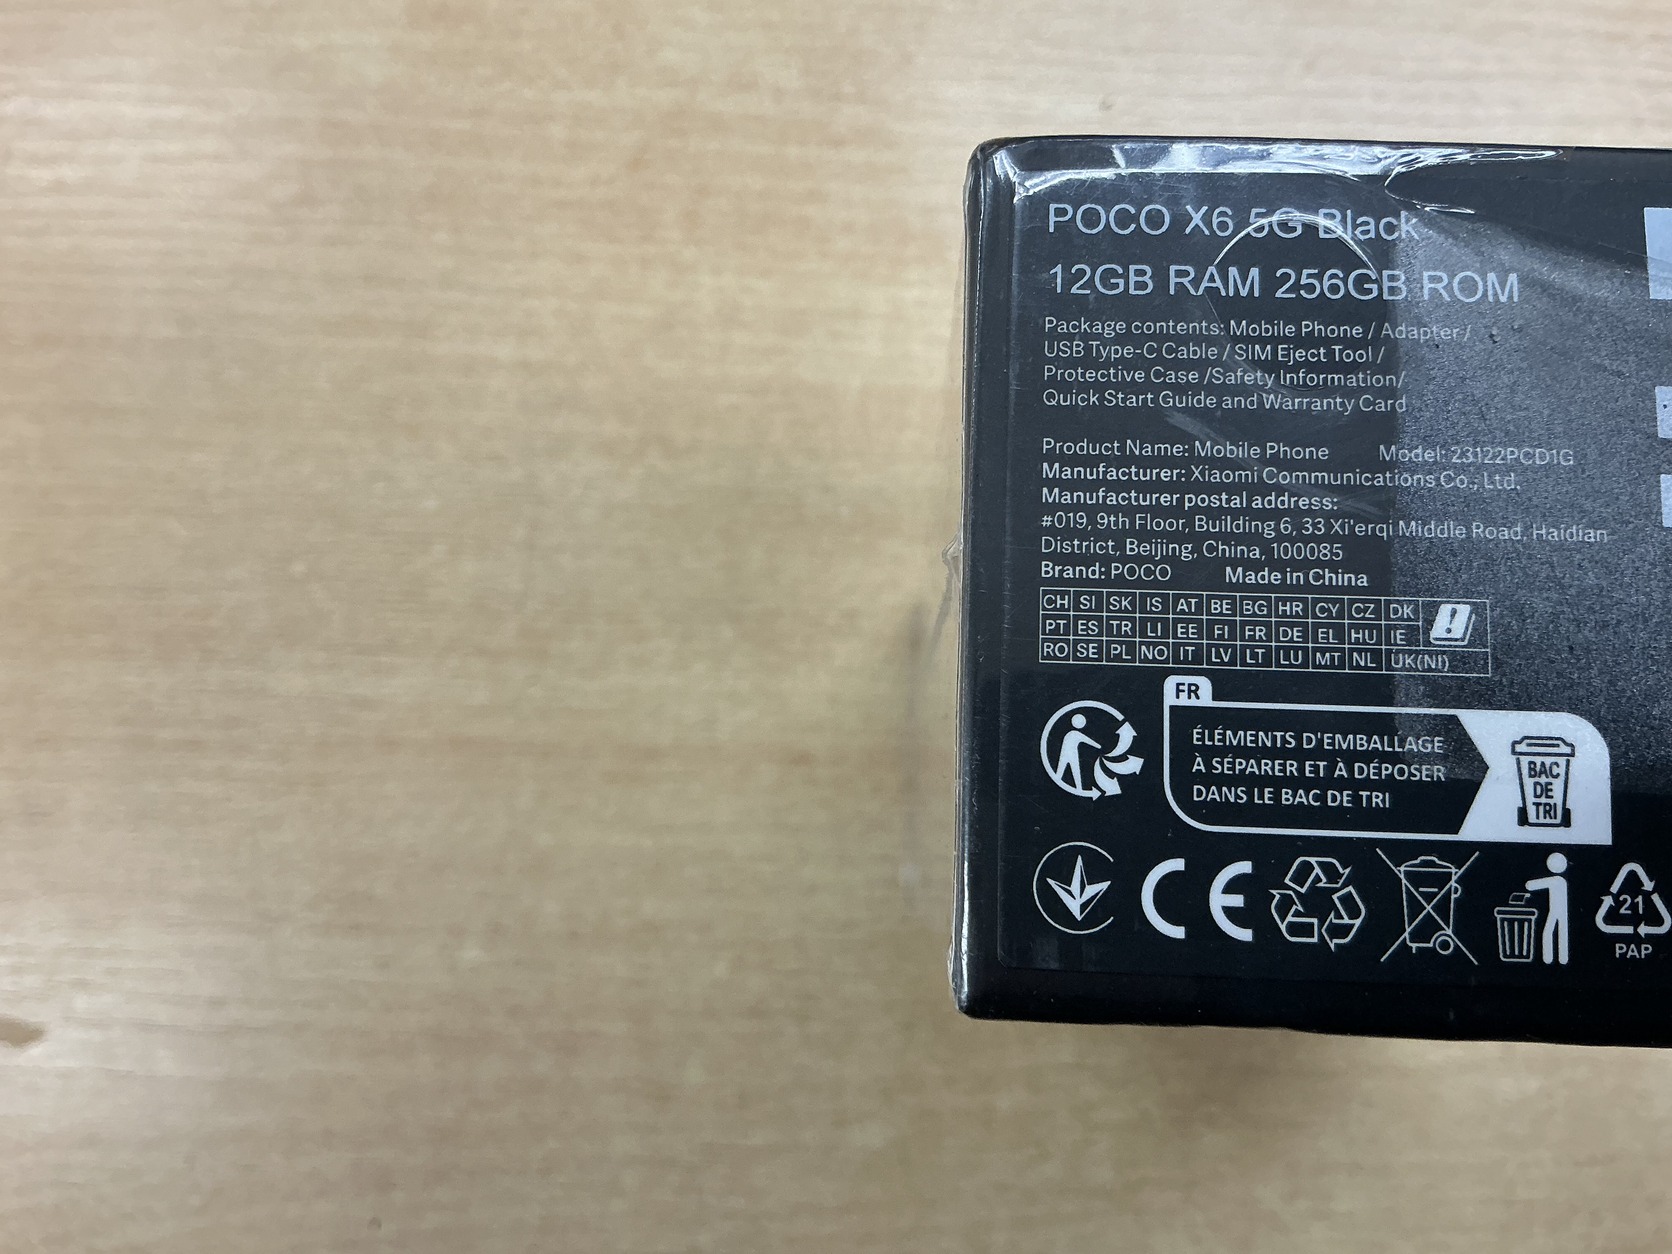 POCO X6 5G Black
12GB RAM 256GB ROM
Package contents: Mobile Phone / Adapter /
USB Type-C Cable / SIM Eject Tool /
Protective Case /Safety Information/
Quick Start Guide and Warranty Card
Product Name: Mobile Phone Model: 23122PCD1G
Manufacturer: Xiaomi Communications Co., Ltd.
Manufacturer postal address:
#019, 9th Floor, Building 6, 33 Xi'erqi Middle Road, Haidian
District, Beijing, China, 100085
Brand: POCO Made in China
CH SI SK IS AT BE BG HR CY CZ DK
PT ES TR LI EE FI FR DE EL HU IE
RO SE PL NO IT LV LT LU MT NL UK(NI)
FR
ÉLÉMENTS D'EMBALLAGE
À SÉPARER ET À DÉPOSER
DANS LE BAC DE TRI
BAC
DE
TRI
CE
21
PAP